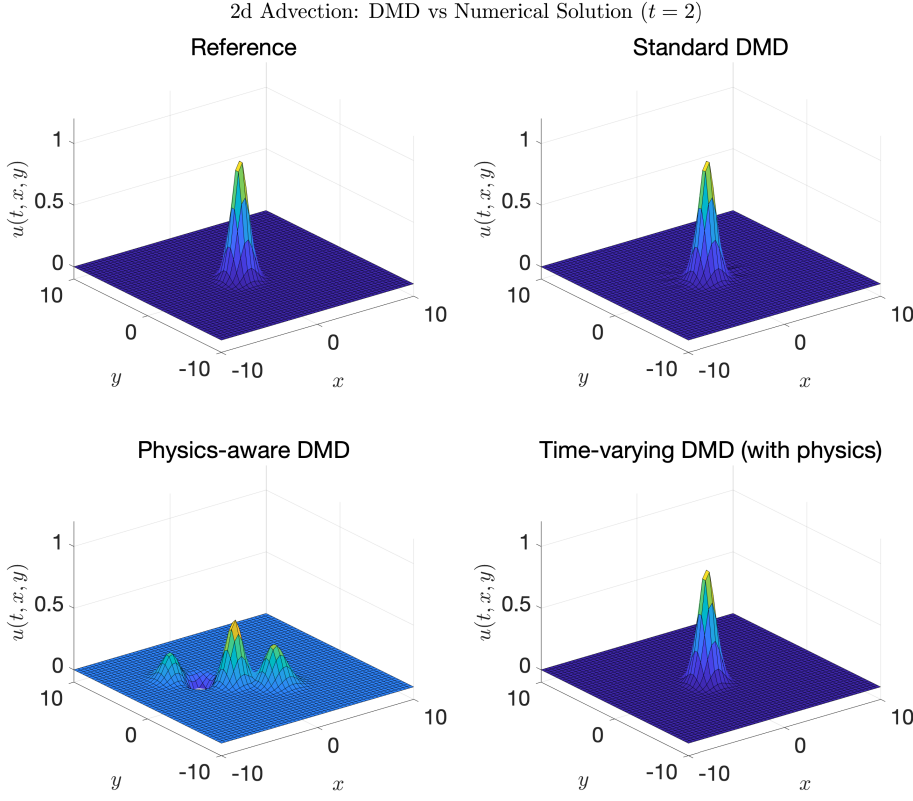 2d Advection: DMD vs Numerical Solution (t = 2)
Reference
Standard DMD
1
0.5
0
u(t, x, y)
10
0
-10
y
-10
0
10
x
1
0.5
0
u(t, x, y)
10
0
-10
y
-10
0
10
x
Physics-aware DMD
Time-varying DMD (with physics)
1
0.5
0
u(t, x, y)
10
0
-10
y
-10
0
10
x
1
0.5
0
u(t, x, y)
10
0
-10
y
-10
0
10
x